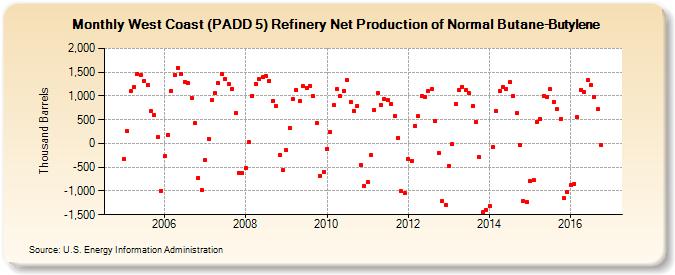 Monthly West Coast (PADD 5) Refinery Net Production of Normal Butane-Butylene
Thousand Barrels
2,000
1,500
1,000
500
0
-500
-1,000
-1,500
2006 2008 2010 2012 2014 2016
Source: U.S. Energy Information Administration